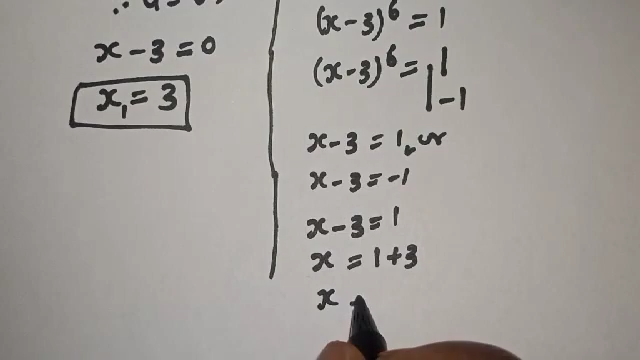 x - 3 = 0
x₁ = 3
(x - 3)⁶ = 1
(x - 3)⁶ = | 1
| -1
x - 3 = 1, or
x - 3 = -1
x - 3 = 1
x = 1 + 3
x